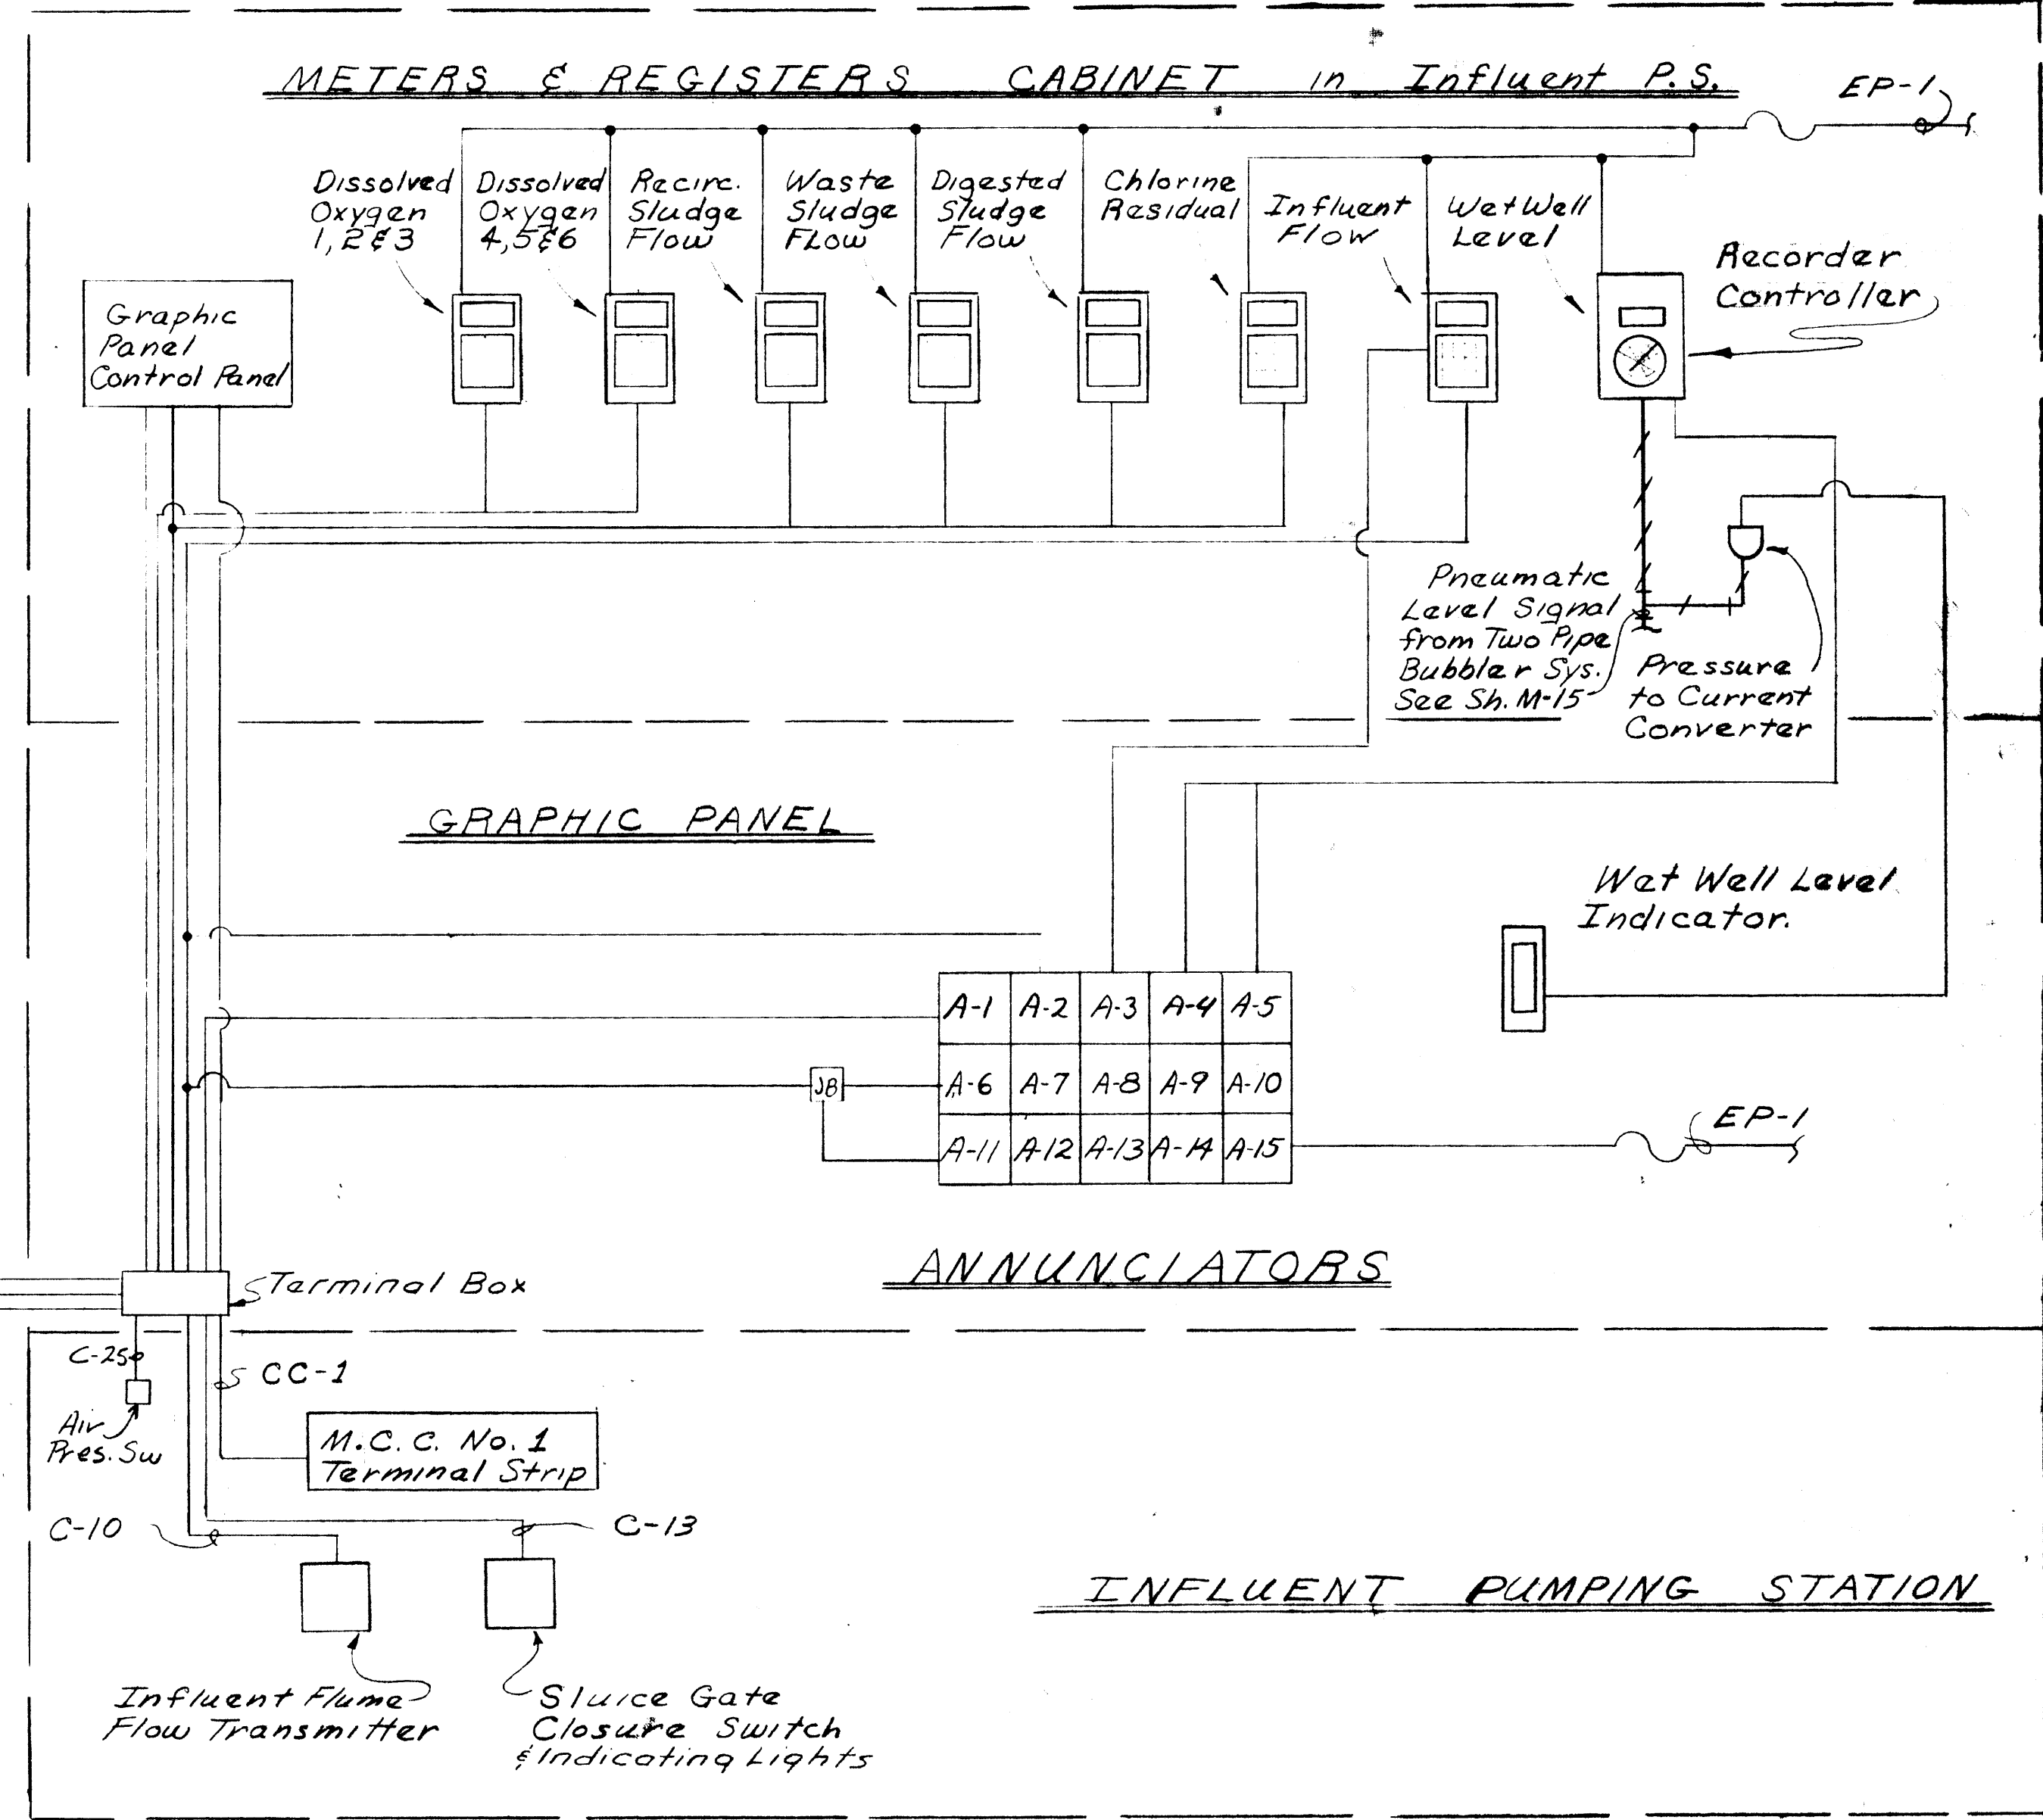 METERS & REGISTERS CABINET in Influent P.S.
EP-1
Dissolved
Oxygen
1,2&3
Dissolved
Oxygen
4,5&6
Recirc.
Sludge
Flow
Waste
Sludge
FLow
Digested
Sludge
Flow
Chlorine
Residual
Influent
Flow
Wet Well
Level
Recorder
Controller
Graphic
Panel
Control Panel
Pneumatic
Level Signal
from Two Pipe
Bubbler Sys.
See Sh. M-15
Pressure
to Current
Converter
GRAPHIC PANEL
Wet Well Level
Indicator.
A-1 A-2 A-3 A-4 A-5
JB
A-6 A-7 A-8 A-9 A-10
A-11 A-12 A-13 A-14 A-15
EP-1
ANNUNCIATORS
Terminal Box
C-25
CC-1
Air
Pres. Sw
M.C.C. No. 1
Terminal Strip
C-10
C-13
INFLUENT PUMPING STATION
Influent Flume
Flow Transmitter
Sluice Gate
Closure Switch
& Indicating Lights